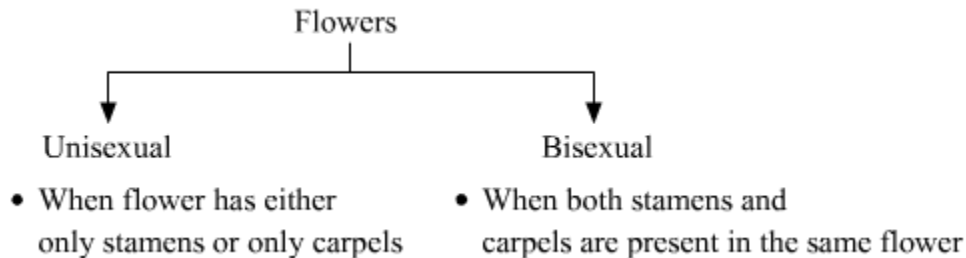 Flowers
Unisexual
Bisexual
• When flower has either
only stamens or only carpels
• When both stamens and
carpels are present in the same flower